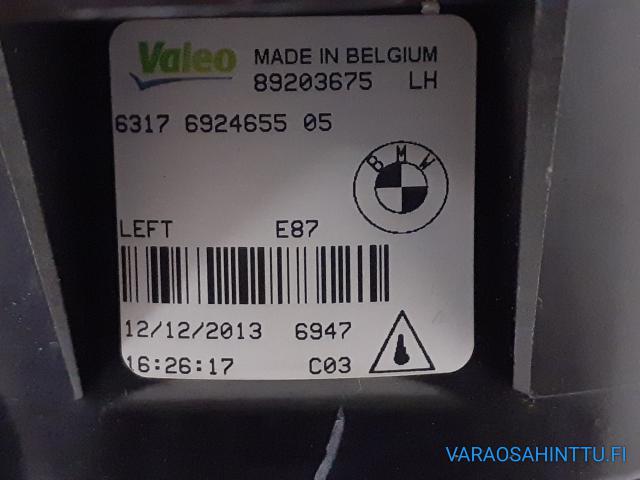 Valeo MADE IN BELGIUM
89203675 LH
6317 6924655 05
BMW
LEFT E87
12/12/2013 6947
16:26:17 C03
VARAOSAHINTTU.FI